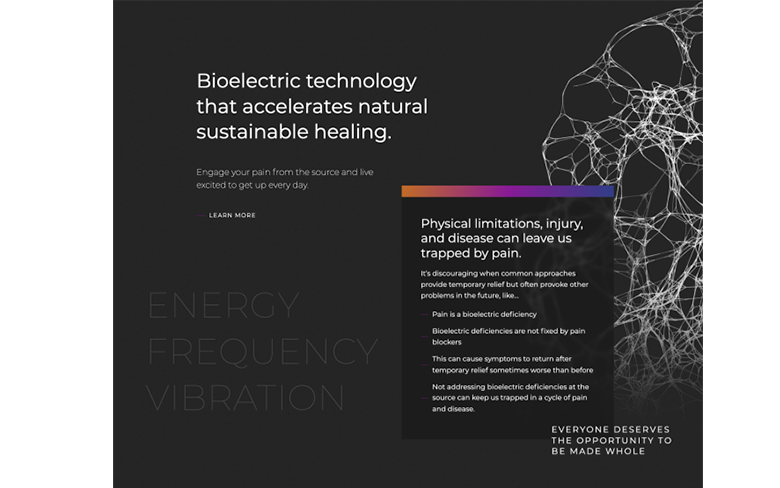 Bioelectric technology
that accelerates natural
sustainable healing.
Engage your pain from the source and live
excited to get up every day.
LEARN MORE
Physical limitations, injury,
and disease can leave us
trapped by pain.
It's discouraging when common approaches
provide temporary relief but often provoke other
problems in the future, like...
Pain is a bioelectric deficiency
Bioelectric deficiencies are not fixed by pain
blockers
This can cause symptoms to return after
temporary relief sometimes worse than before
Not addressing bioelectric deficiencies at the
source can keep us trapped in a cycle of pain
and disease.
ENERGY
FREQUENCY
VIBRATION
EVERYONE DESERVES
THE OPPORTUNITY TO
BE MADE WHOLE